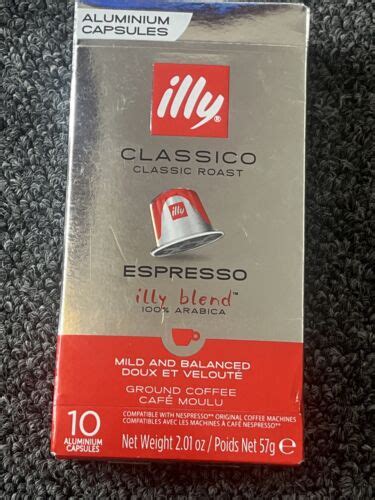 ALUMINIUM
CAPSULES
illy®
CLASSICO
CLASSIC ROAST
illy
ESPRESSO
illy blend™
100% ARABICA
MILD AND BALANCED
DOUX ET VELOUTÉ
GROUND COFFEE
CAFÉ MOULU
10
ALUMINIUM
CAPSULES
COMPATIBLE WITH NESPRESSO** ORIGINAL COFFEE MACHINES
COMPATIBLES AVEC LES MACHINES À CAFÉ NESPRESSO**
Net Weight 2.01 oz / Poids Net 57g ℮